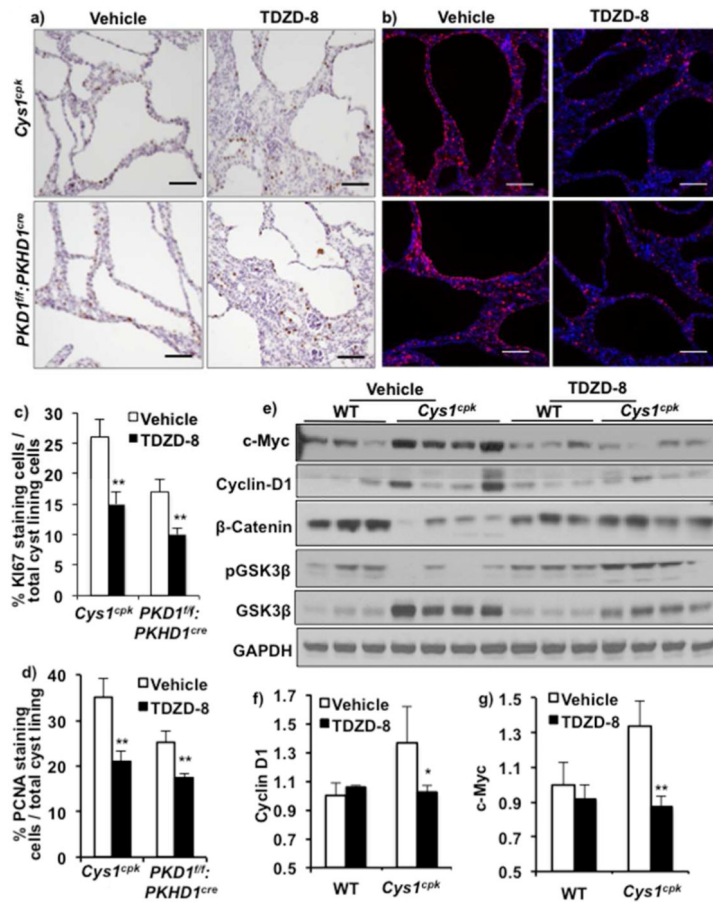 a) Vehicle TDZD-8 b) Vehicle TDZD-8
Cys1cpk
PKD1f/f:PKHD1cre
c)
30
25
20
15
10
5
0
% KI67 staining cells /
total cyst lining cells
Vehicle
TDZD-8
**
**
Cys1cpk PKD1f/f:
PKHD1cre
d)
40
30
20
10
0
% PCNA staining
cells / total cyst lining
Vehicle
TDZD-8
**
**
Cys1cpk PKD1f/f:
PKHD1cre
e) Vehicle TDZD-8
WT Cys1cpk WT Cys1cpk
c-Myc
Cyclin-D1
β-Catenin
pGSK3β
GSK3β
GAPDH
f)
1.7
1.5
1.3
1.1
0.9
0.7
0.5
Cyclin D1
Vehicle
TDZD-8
*
WT Cys1cpk
g)
1.5
1.3
1.1
0.9
0.7
0.5
c-Myc
Vehicle
TDZD-8
**
WT Cys1cpk